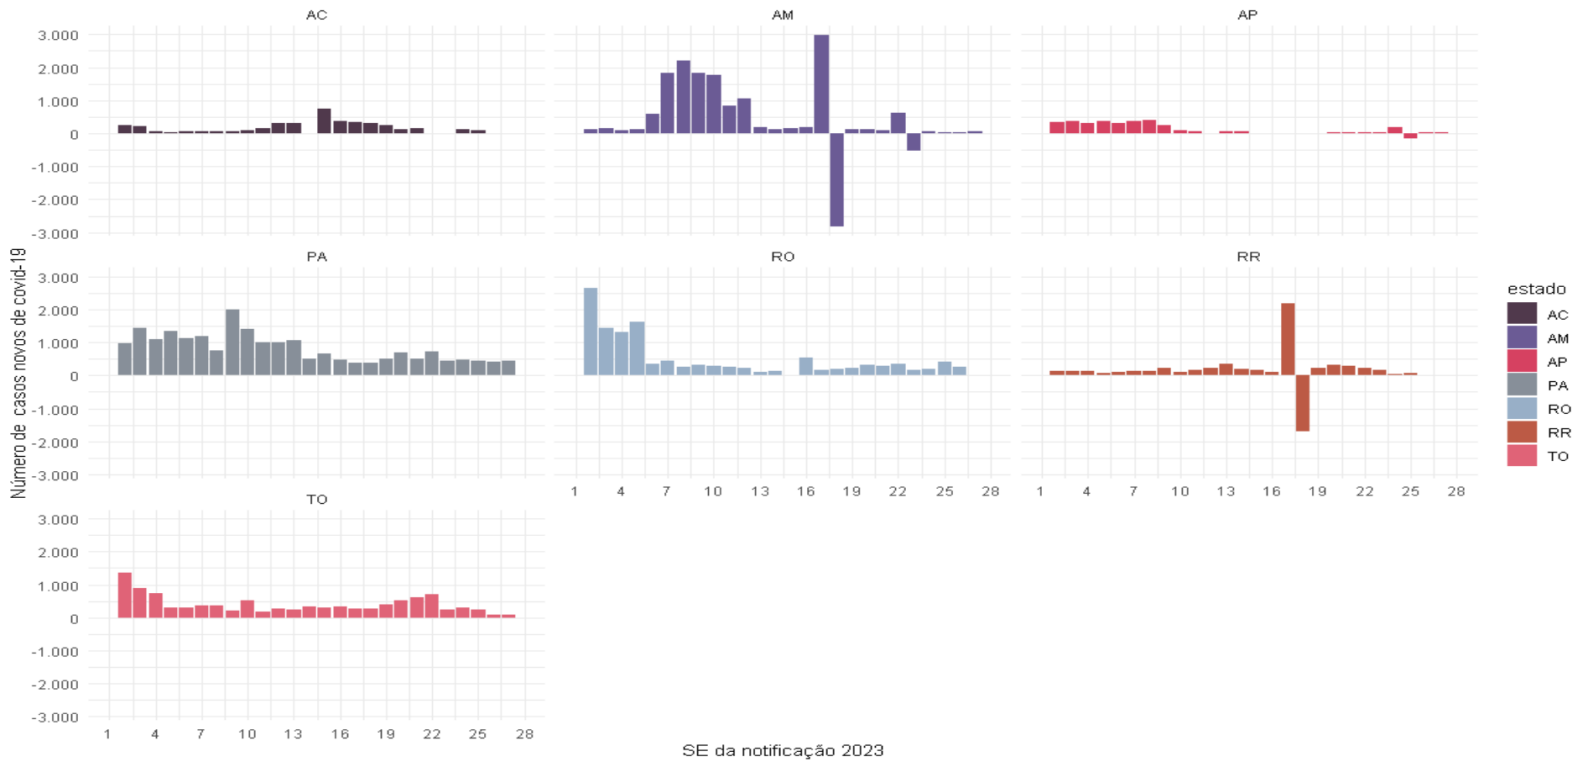 AC
AM
AP
3.000
2.000
1.000
0
-1.000
-2.000
-3.000
PA
RO
RR
3.000
2.000
1.000
0
-1.000
-2.000
-3.000
1 4 7 10 13 16 19 22 25 28
1 4 7 10 13 16 19 22 25 28
TO
3.000
2.000
1.000
0
-1.000
-2.000
-3.000
1 4 7 10 13 16 19 22 25 28
Número de casos novos de covid-19
SE da notificação 2023
estado
AC
AM
AP
PA
RO
RR
TO